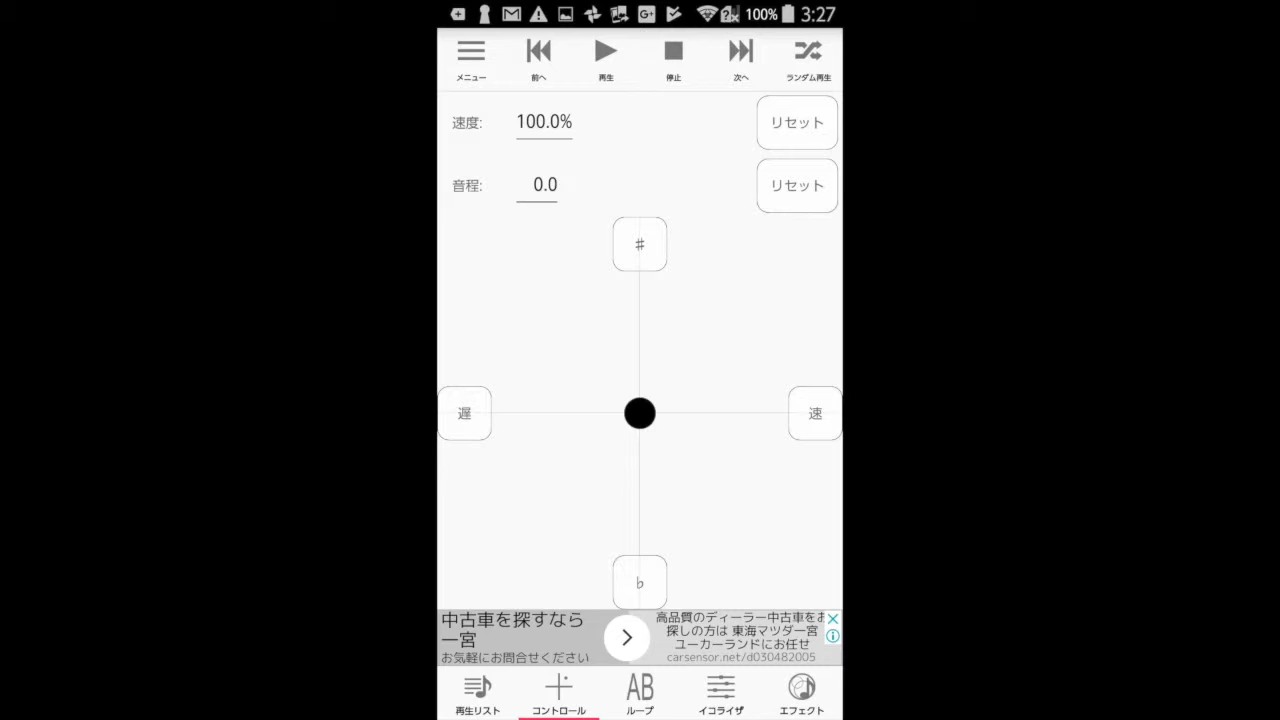 100% 3:27
メニュー 前へ 再生 停止 次へ ランダム再生
速度: 100.0% リセット
音程: 0.0 リセット
♯
遅 速
♭
中古車を探すなら
一宮
お気軽にお問合せください
高品質のディーラー中古車をお
探しの方は 東海マツダ一宮
ユーカーランドにお任せ
carsensor.net/d030482005
AB
再生リスト コントロール ループ イコライザ エフェクト